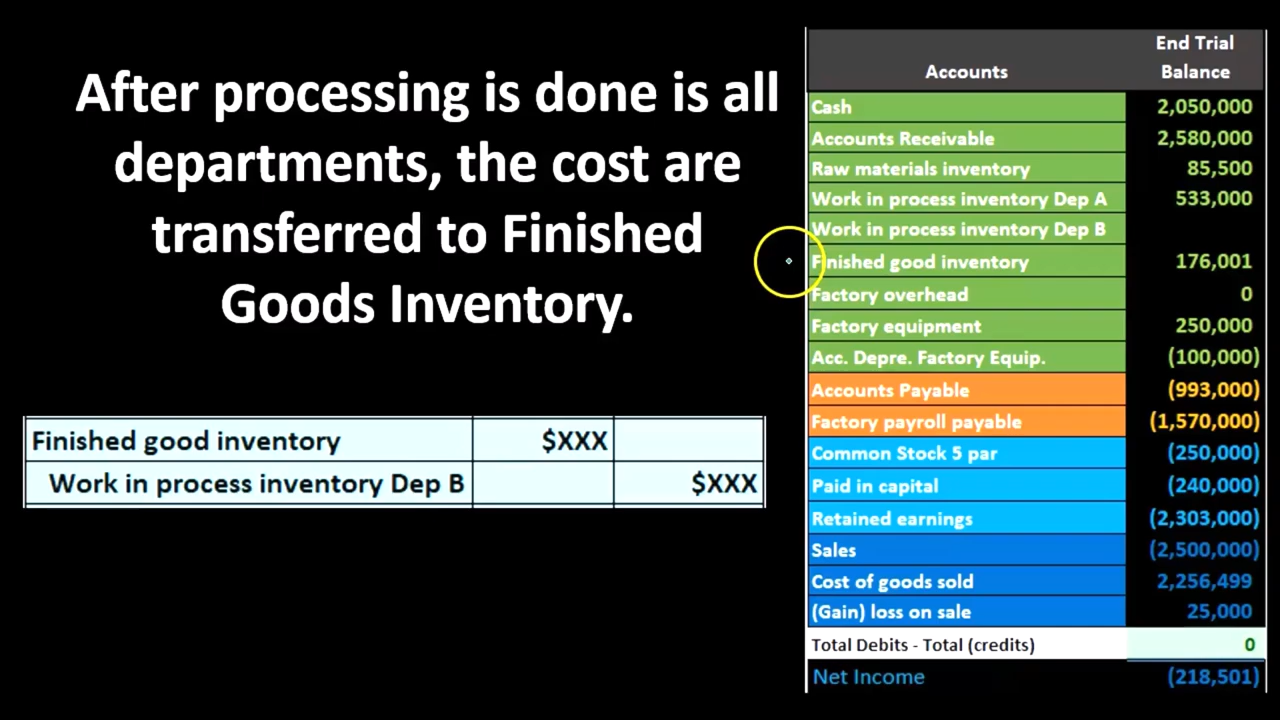 After processing is done is all
departments, the cost are
transferred to Finished
Goods Inventory.
Finished good inventory $XXX
Work in process inventory Dep B $XXX
Accounts End Trial Balance
Cash 2,050,000
Accounts Receivable 2,580,000
Raw materials inventory 85,500
Work in process inventory Dep A 533,000
Work in process inventory Dep B
Finished good inventory 176,001
Factory overhead 0
Factory equipment 250,000
Acc. Depre. Factory Equip. (100,000)
Accounts Payable (993,000)
Factory payroll payable (1,570,000)
Common Stock 5 par (250,000)
Paid in capital (240,000)
Retained earnings (2,303,000)
Sales (2,500,000)
Cost of goods sold 2,256,499
(Gain) loss on sale 25,000
Total Debits - Total (credits) 0
Net Income (218,501)